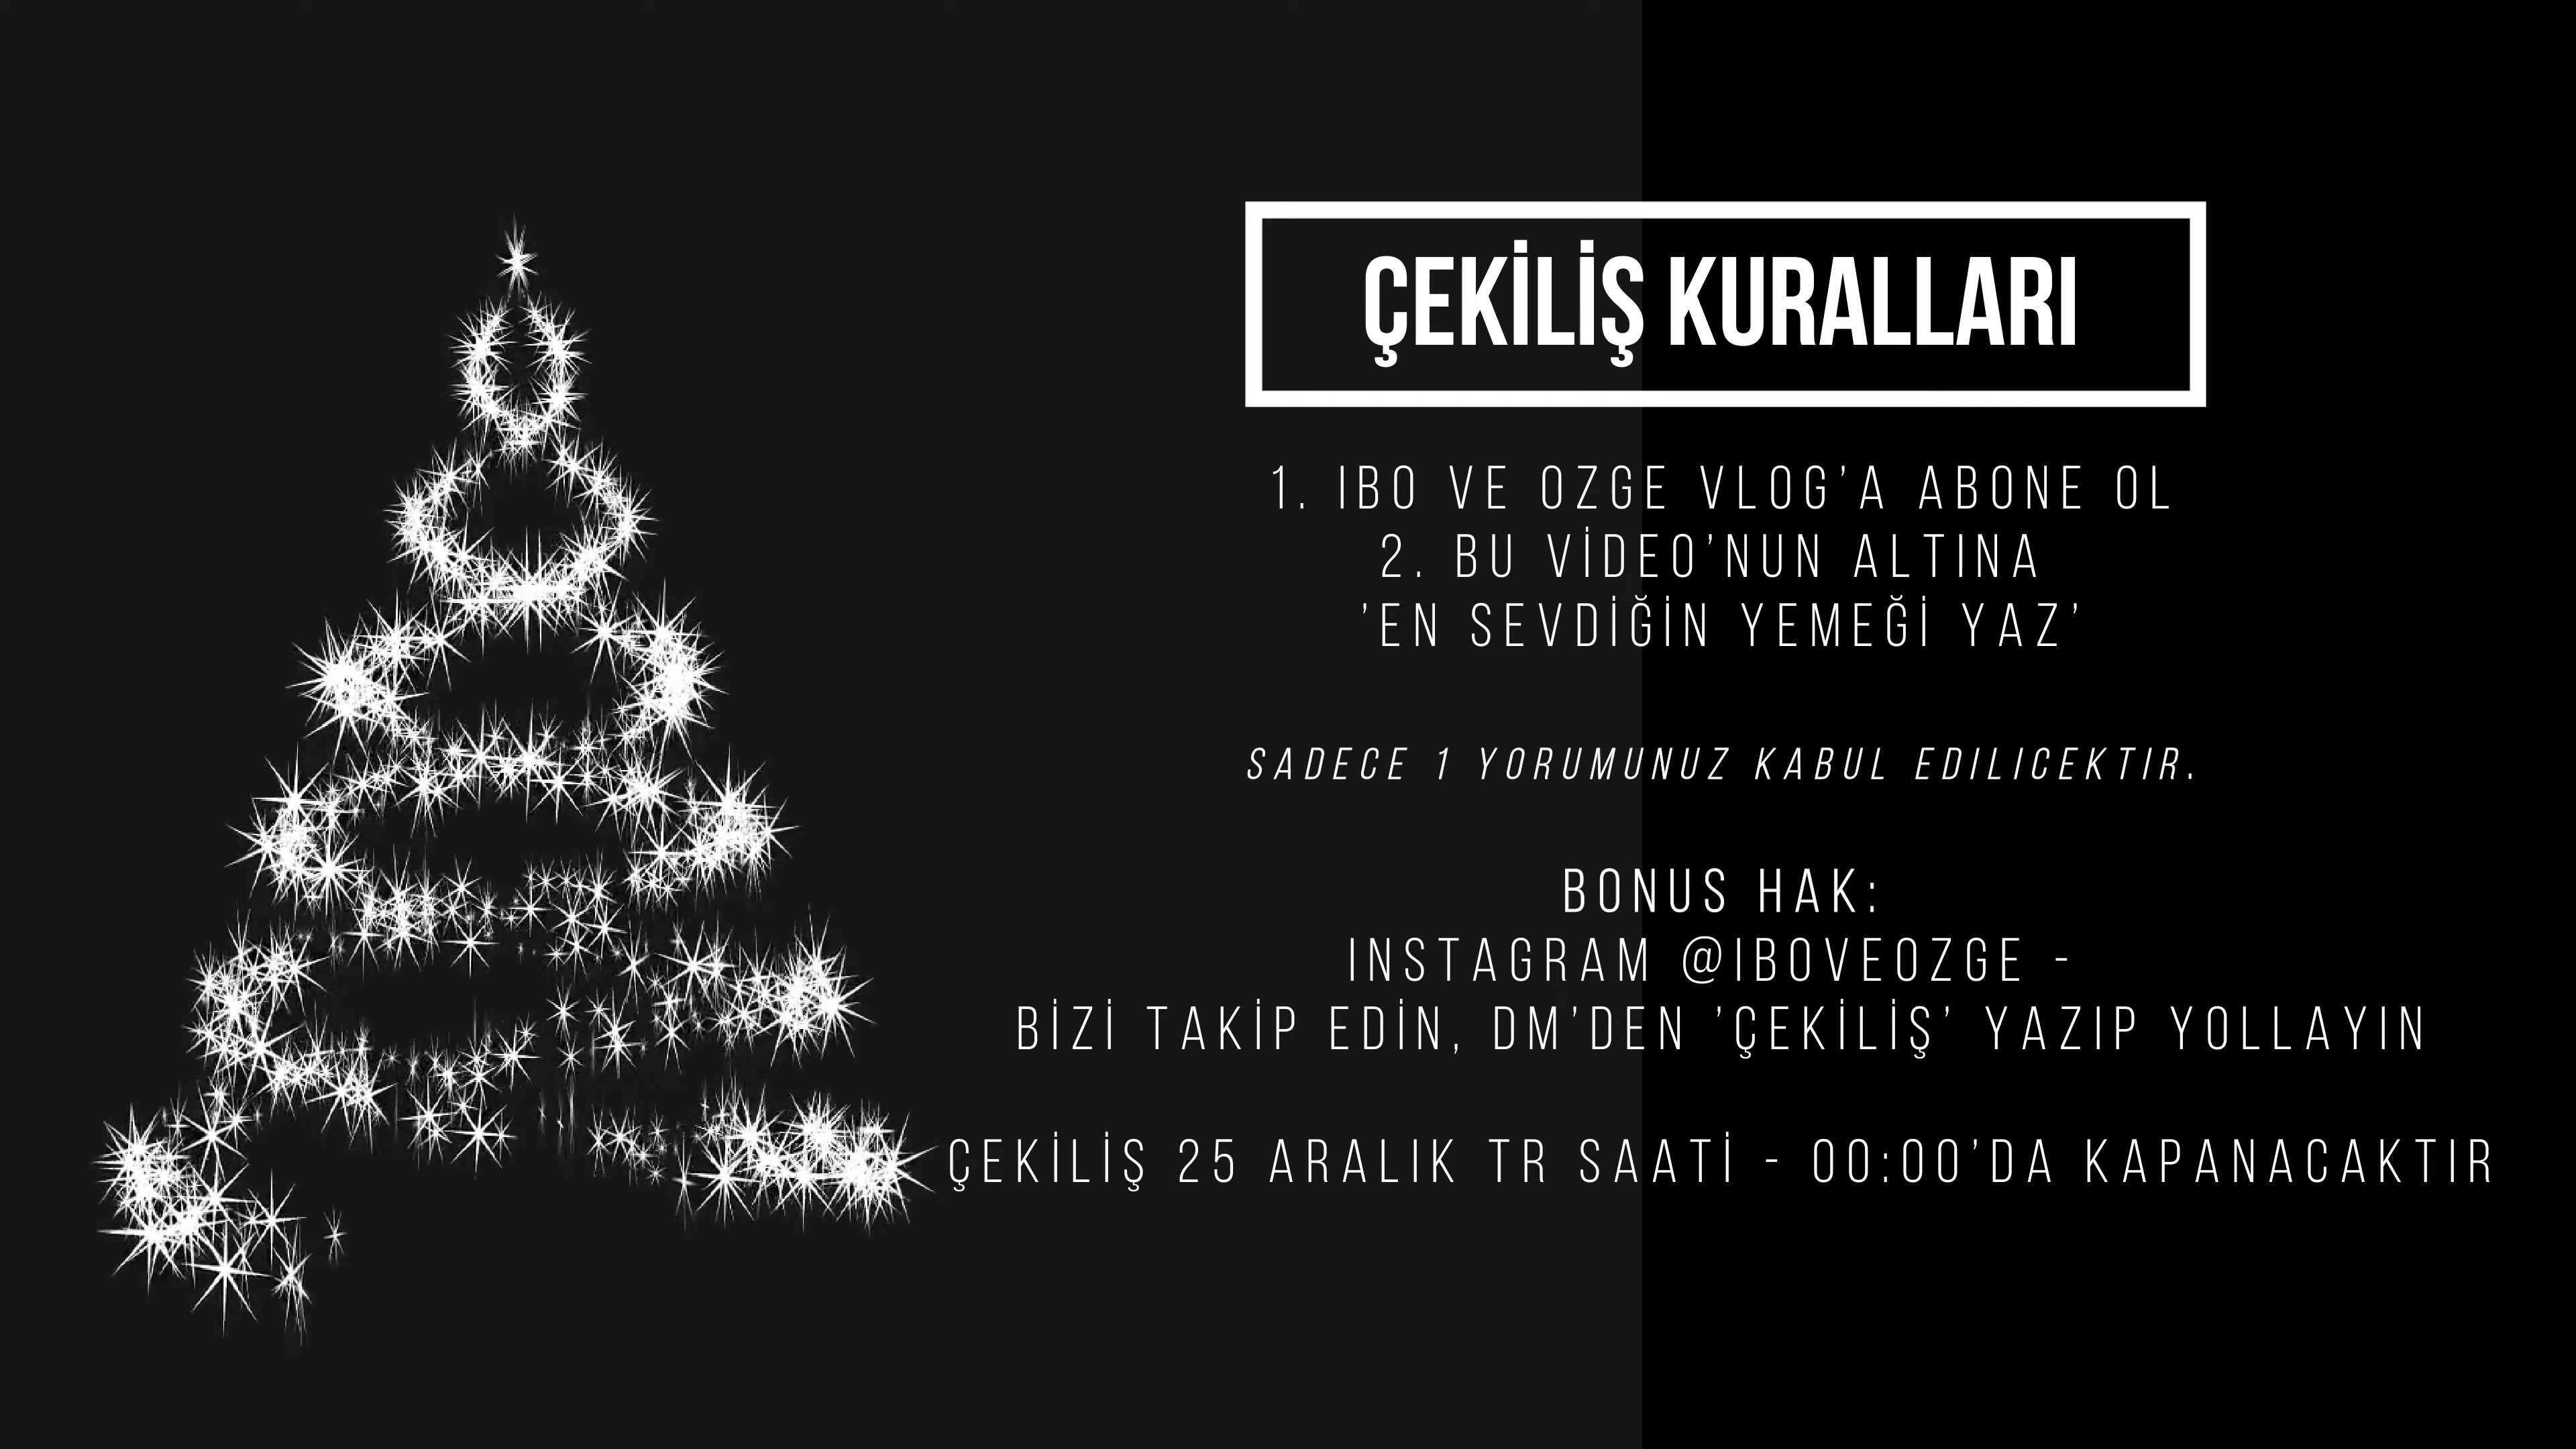 ÇEKİLİŞ KURALLARI
1. IBO VE OZGE VLOG'A ABONE OL
2. BU VİDEO'NUN ALTINA
'EN SEVDİĞİN YEMEĞİ YAZ'
SADECE 1 YORUMUNUZ KABUL EDILICEKTIR.
BONUS HAK:
INSTAGRAM @IBOVEOZGE -
BİZİ TAKİP EDİN, DM'DEN 'ÇEKİLİŞ' YAZIP YOLLAYIN
ÇEKİLİŞ 25 ARALIK TR SAATİ - 00:00'DA KAPANACAKTIR